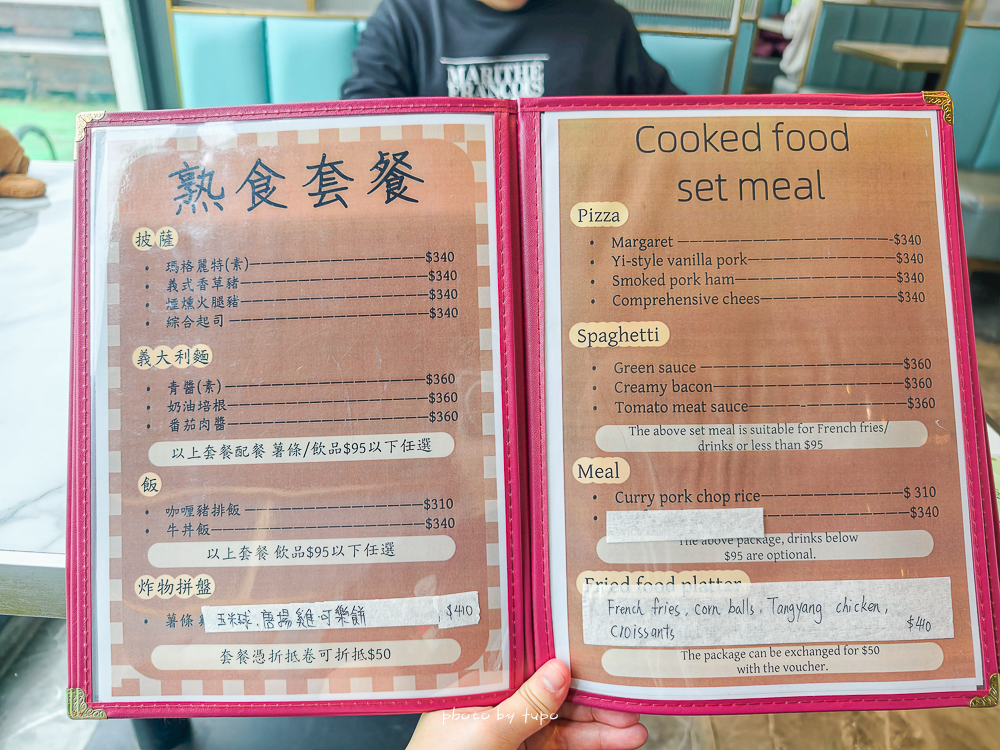 MARITHE
FRANCOIS
熟食套餐
披薩
• 瑪格麗特(素)——————————$340
• 義式香草豬——————————$340
• 煙燻火腿豬——————————$340
• 綜合起司——————————$340
義大利麵
• 青醬(素)——————————$360
• 奶油培根——————————$360
• 番茄肉醬——————————$360
以上套餐配餐 薯條/飲品$95以下任選
飯
• 咖喱豬排飯——————————$310
• 牛丼飯——————————$340
以上套餐 飲品$95以下任選
炸物拼盤
• 薯條 玉米球、唐揚雞、可樂餅 $410
套餐憑折抵卷可折抵$50
Cooked food
set meal
Pizza
• Margaret ——————————$340
• Yi-style vanilla pork——————————$340
• Smoked pork ham——————————$340
• Comprehensive chees——————————$340
Spaghetti
• Green sauce ——————————$360
• Creamy bacon——————————$360
• Tomato meat sauce——————————$360
The above set meal is suitable for French fries/
drinks or less than $95
Meal
• Curry pork chop rice——————————$ 310
• ——————————$340
The above package, drinks below
$95 are optional.
Fried food platter
French fries, corn balls, Tangyang chicken,
Cloissants $410
The package can be exchanged for $50
with the voucher.
photo by tupo